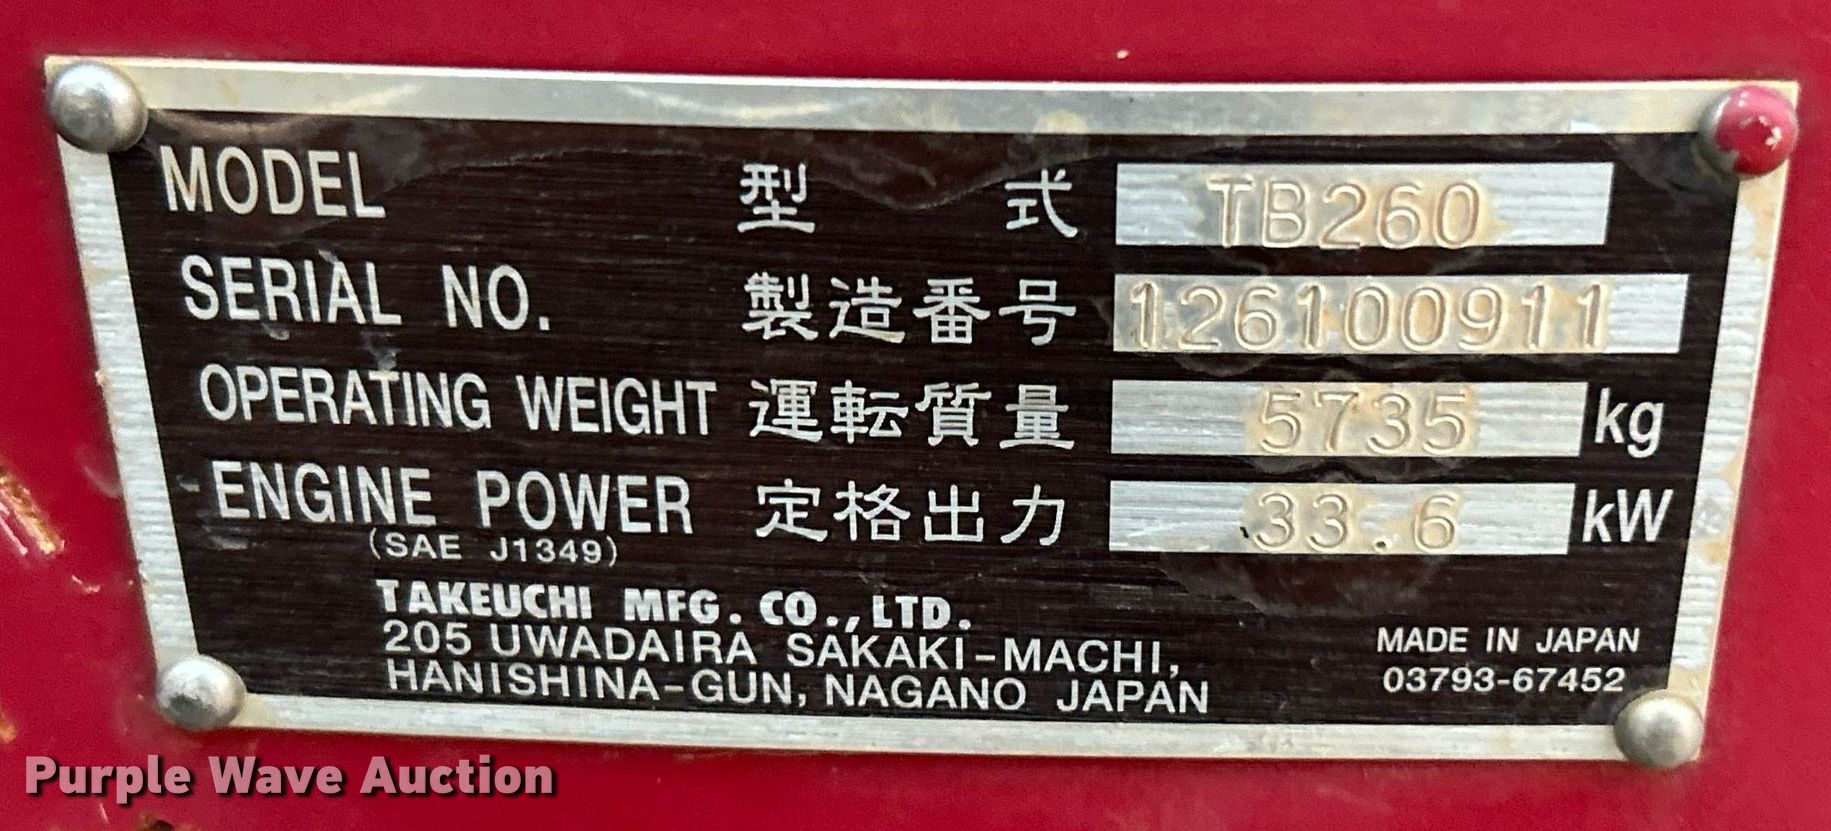 MODEL 型 式 TB260
SERIAL NO. 製造番号 126100911
OPERATING WEIGHT 運転質量 5735 kg
ENGINE POWER 定格出力 33.6 kW
(SAE J1349)
TAKEUCHI MFG. CO., LTD.
205 UWADAIRA SAKAKI-MACHI,
HANISHINA-GUN, NAGANO JAPAN
MADE IN JAPAN
03793-67452
Purple Wave Auction